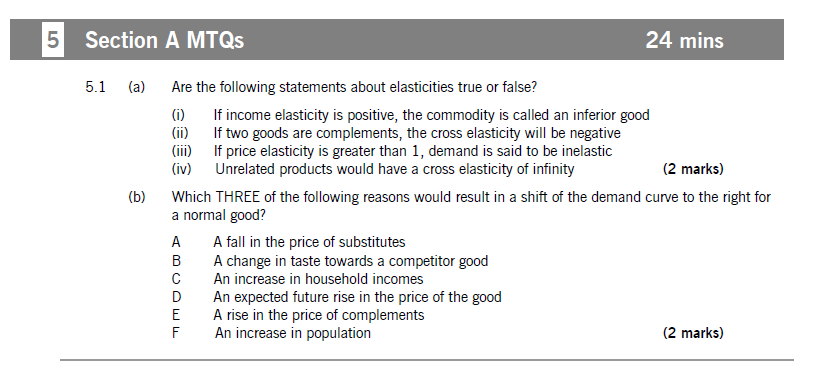 5 Section A MTQs 24 mins
5.1 (a) Are the following statements about elasticities true or false?
(i) If income elasticity is positive, the commodity is called an inferior good
(ii) If two goods are complements, the cross elasticity will be negative
(iii) If price elasticity is greater than 1, demand is said to be inelastic
(iv) Unrelated products would have a cross elasticity of infinity (2 marks)
(b) Which THREE of the following reasons would result in a shift of the demand curve to the right for
a normal good?
A A fall in the price of substitutes
B A change in taste towards a competitor good
C An increase in household incomes
D An expected future rise in the price of the good
E A rise in the price of complements
F An increase in population (2 marks)